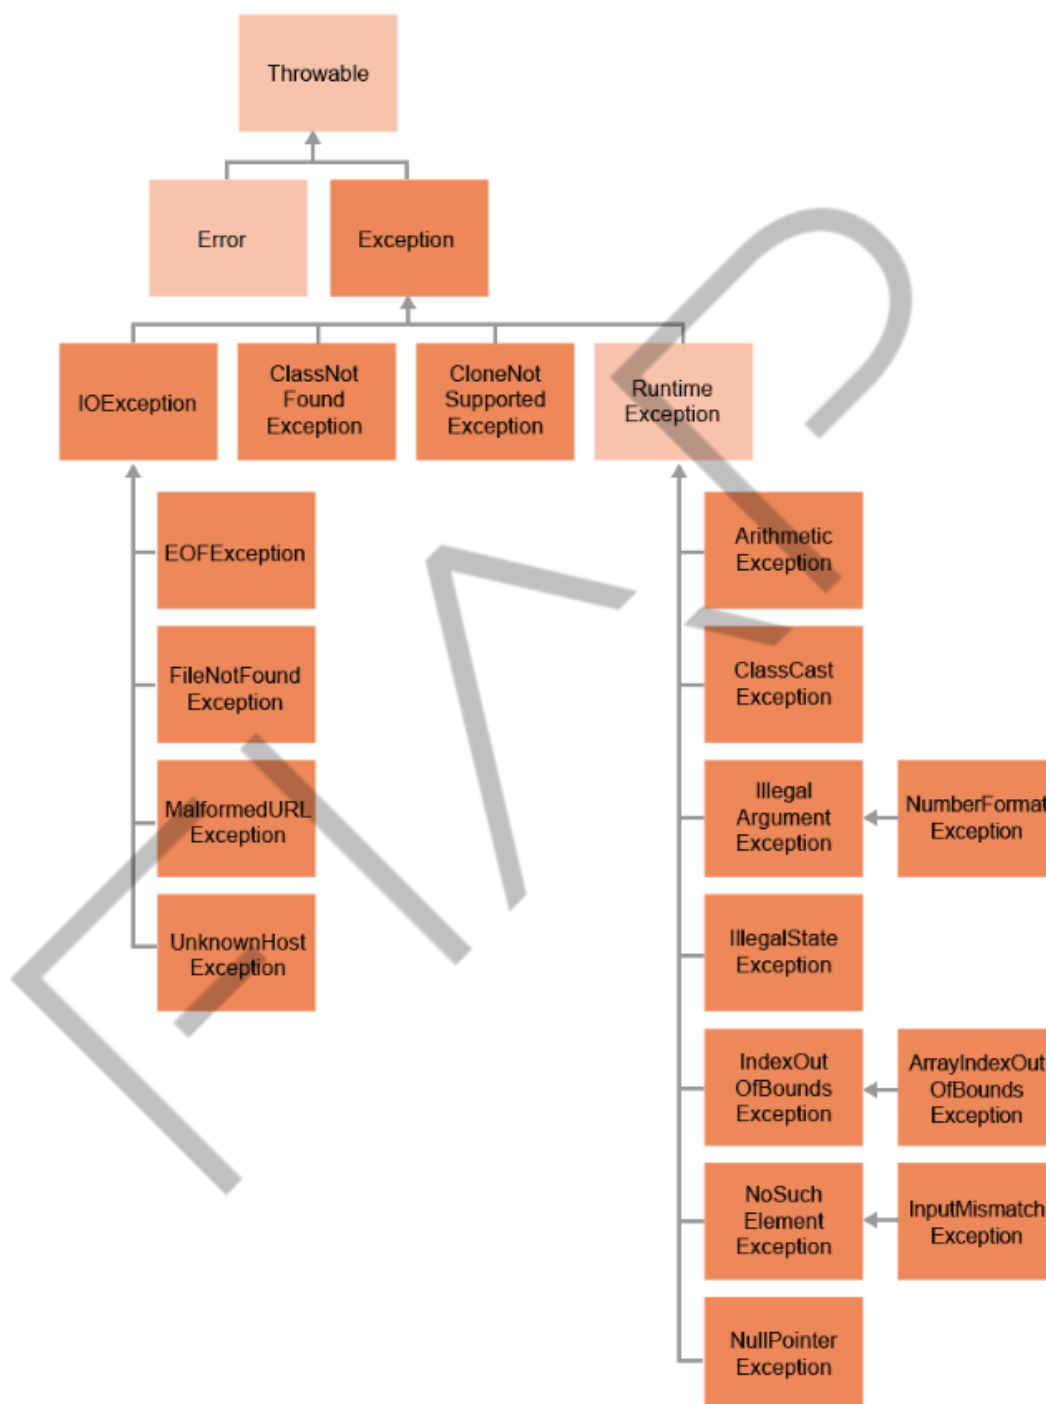 Throwable
Error
Exception
IOException
ClassNot
Found
Exception
CloneNot
Supported
Exception
Runtime
Exception
EOFException
FileNotFound
Exception
MalformedURL
Exception
UnknownHost
Exception
Arithmetic
Exception
ClassCast
Exception
Illegal
Argument
Exception
NumberFormat
Exception
IllegalState
Exception
IndexOut
OfBounds
Exception
ArrayIndexOut
OfBounds
Exception
NoSuch
Element
Exception
InputMismatch
Exception
NullPointer
Exception